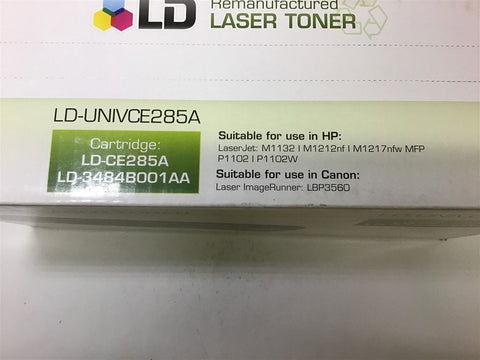 LD Remanufactured
LASER TONER
LD-UNIVCE285A
Cartridge:
LD-CE285A
LD-3484B001AA
Suitable for use in HP:
LaserJet: M1132 | M1212nf | M1217nfw MFP
P1102 | P1102W
Suitable for use in Canon:
Laser ImageRunner: LBP3560